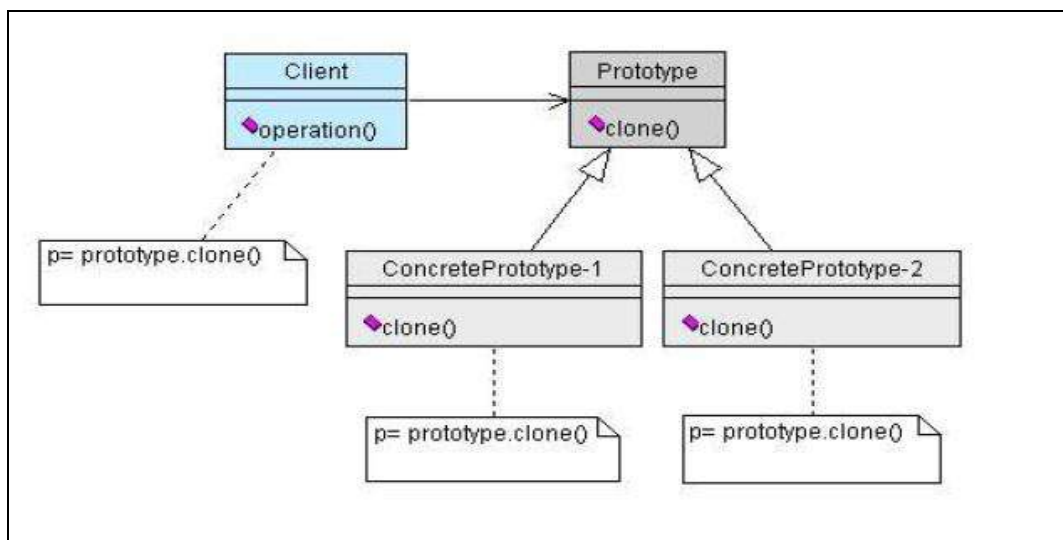 Client
Prototype
operation()
clone()
p= prototype.clone()
ConcretePrototype-1
ConcretePrototype-2
clone()
clone()
p= prototype.clone()
p= prototype.clone()